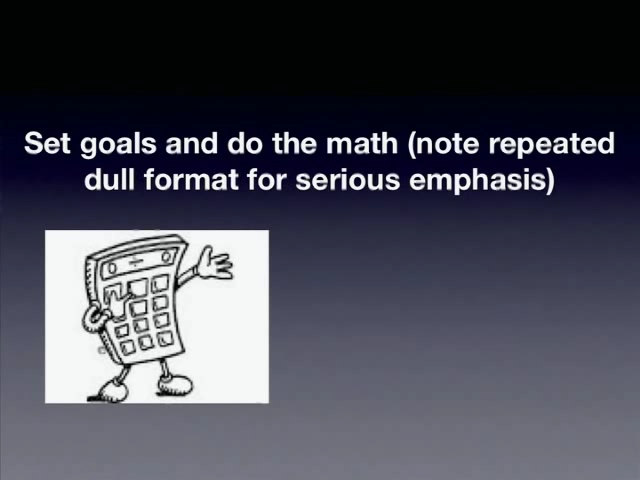 Set goals and do the math (note repeated
dull format for serious emphasis)